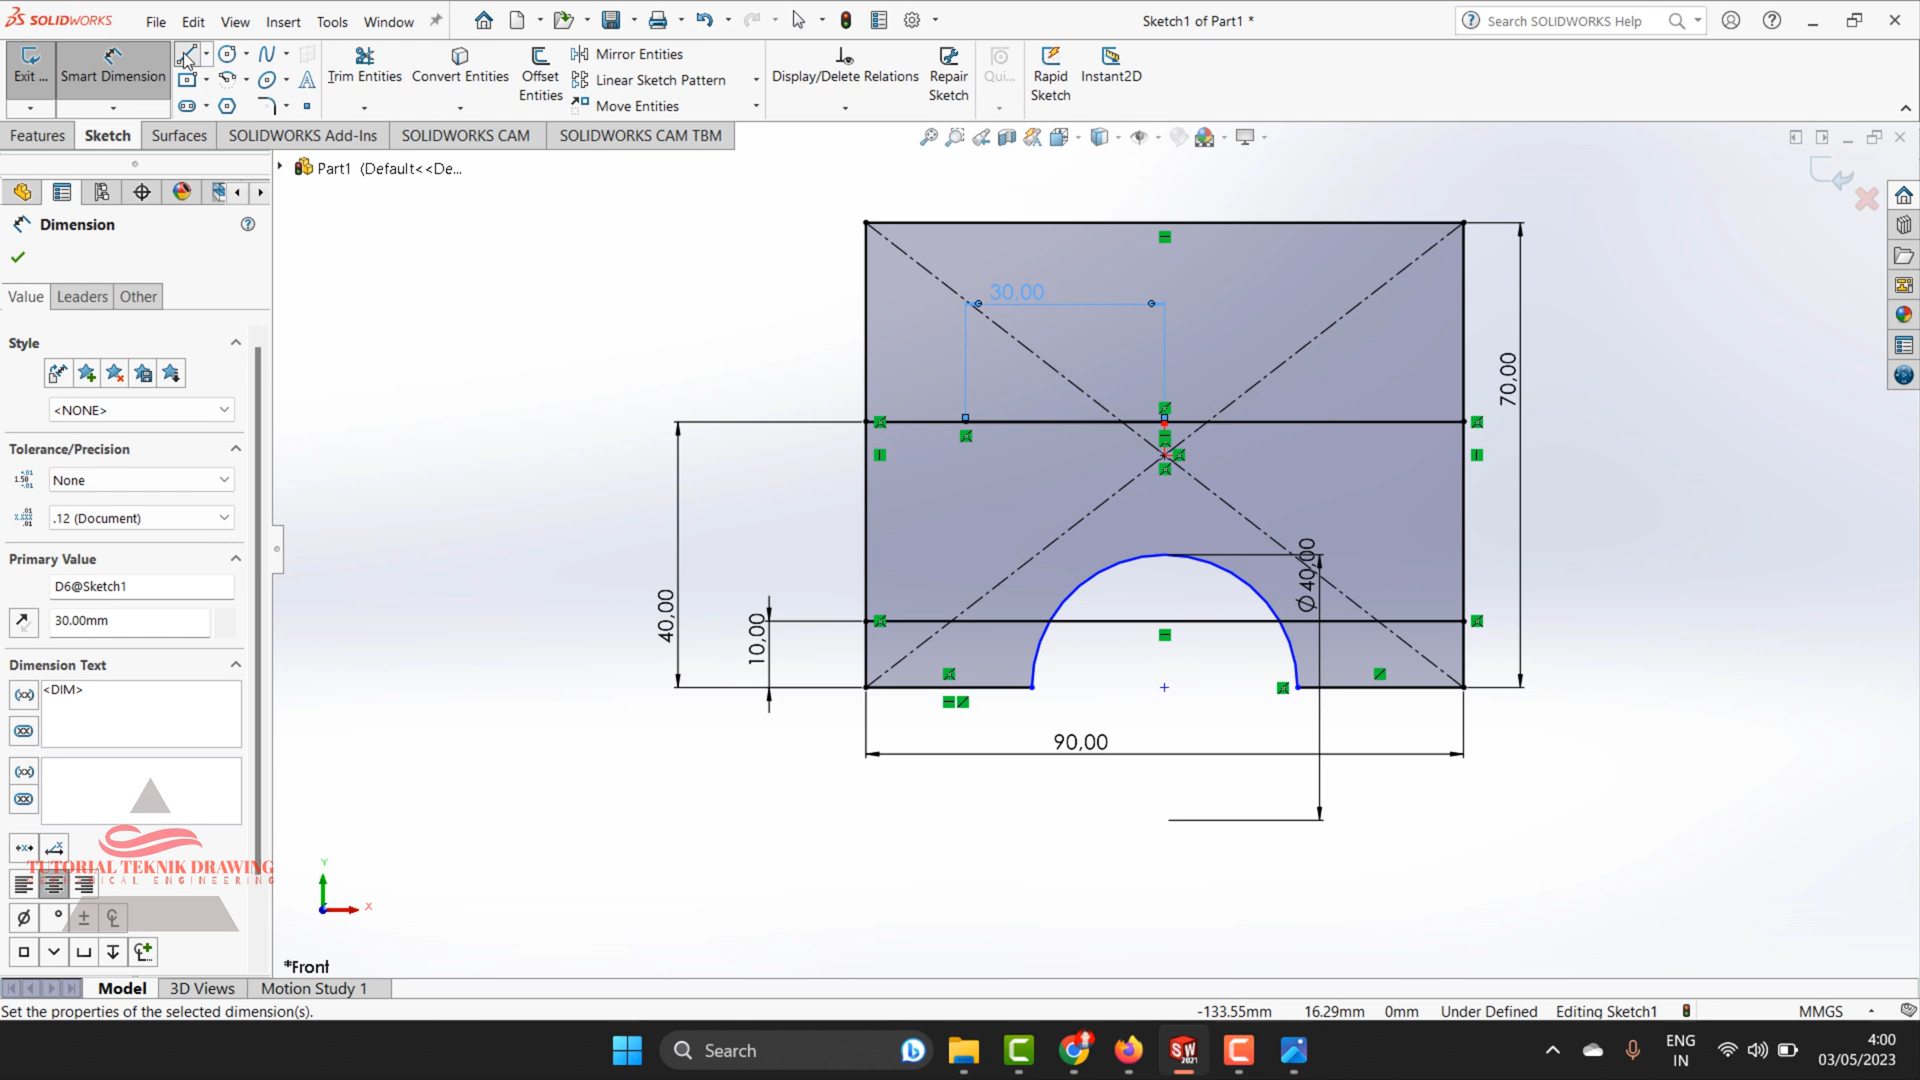 SOLIDWORKS File Edit View Insert Tools Window Sketch1 of Part1 * Search SOLIDWORKS Help
Exit ... Smart Dimension Trim Entities Convert Entities Offset Entities Mirror Entities Linear Sketch Pattern Move Entities Display/Delete Relations Repair Sketch Qui... Rapid Sketch Instant2D
Features Sketch Surfaces SOLIDWORKS Add-Ins SOLIDWORKS CAM SOLIDWORKS CAM TBM
Part1 (Default<<De...
Dimension
Value Leaders Other
Style
<NONE>
Tolerance/Precision
None
.12 (Document)
Primary Value
D6@Sketch1
30.00mm
Dimension Text
<DIM>
TUTORIAL TEKNIK DRAWING
30,00
70,00
40,00
10,00
Ø 40,00
90,00
Y
X
*Front
Model 3D Views Motion Study 1
Set the properties of the selected dimension(s). -133.55mm 16.29mm 0mm Under Defined Editing Sketch1 MMGS
Search ENG IN 4:00 03/05/2023